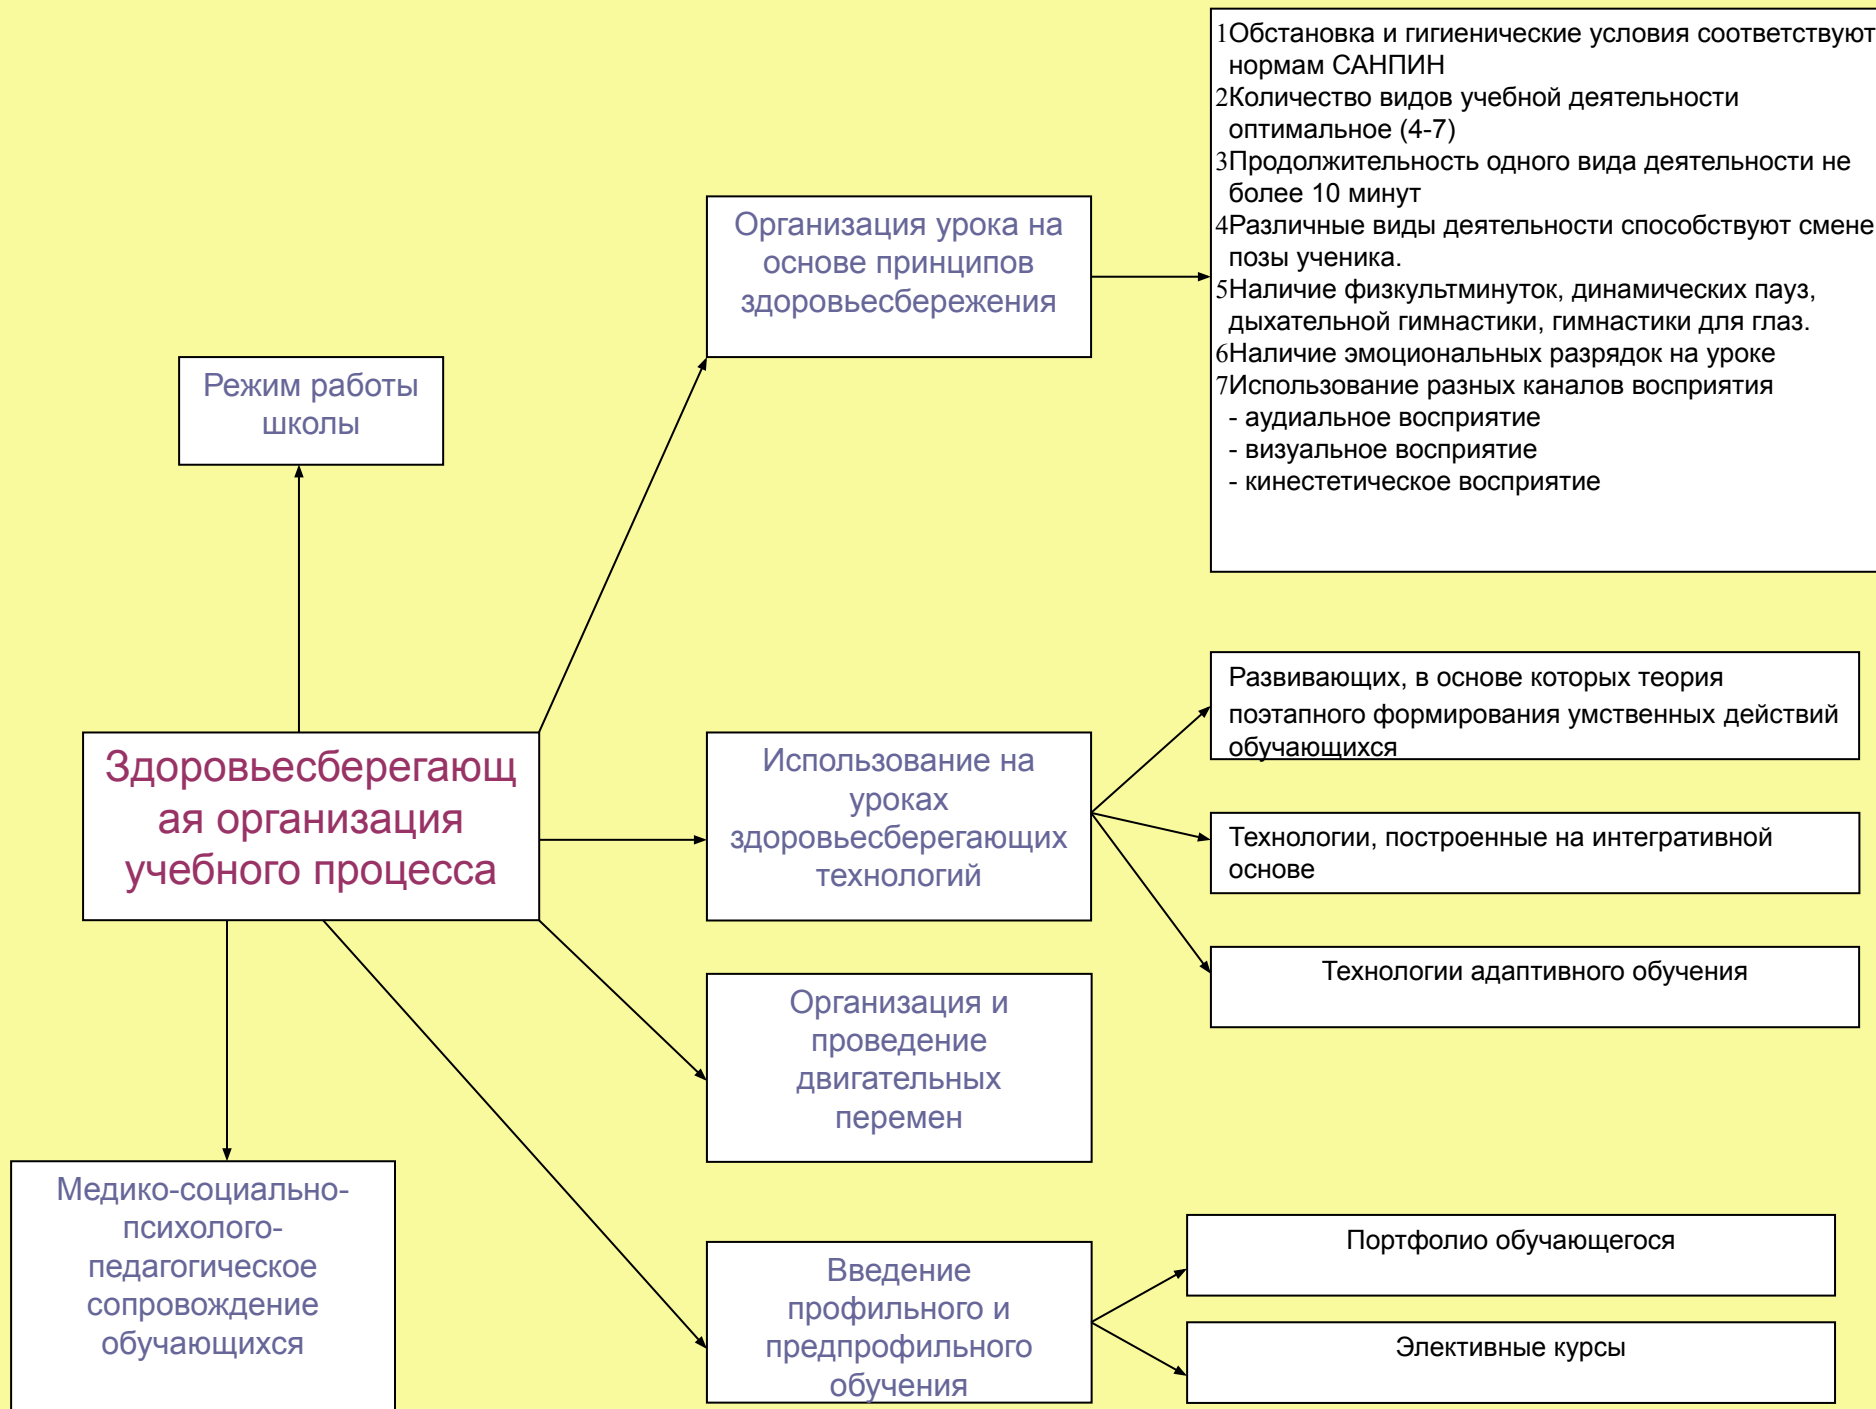 1Обстановка и гигиенические условия соответствуют
нормам САНПИН
2Количество видов учебной деятельности
оптимальное (4-7)
3Продолжительность одного вида деятельности не
более 10 минут
4Различные виды деятельности способствуют смене
позы ученика.
5Наличие физкультминуток, динамических пауз,
дыхательной гимнастики, гимнастики для глаз.
6Наличие эмоциональных разрядок на уроке
7Использование разных каналов восприятия
- аудиальное восприятие
- визуальное восприятие
- кинестетическое восприятие
Организация урока на
основе принципов
здоровьесбережения
Режим работы
школы
Здоровьесберегающ
ая организация
учебного процесса
Использование на
уроках
здоровьесберегающих
технологий
Развивающих, в основе которых теория
поэтапного формирования умственных действий
обучающихся
Технологии, построенные на интегративной
основе
Технологии адаптивного обучения
Организация и
проведение
двигательных
перемен
Медико-социально-
психолого-
педагогическое
сопровождение
обучающихся
Введение
профильного и
предпрофильного
обучения
Портфолио обучающегося
Элективные курсы